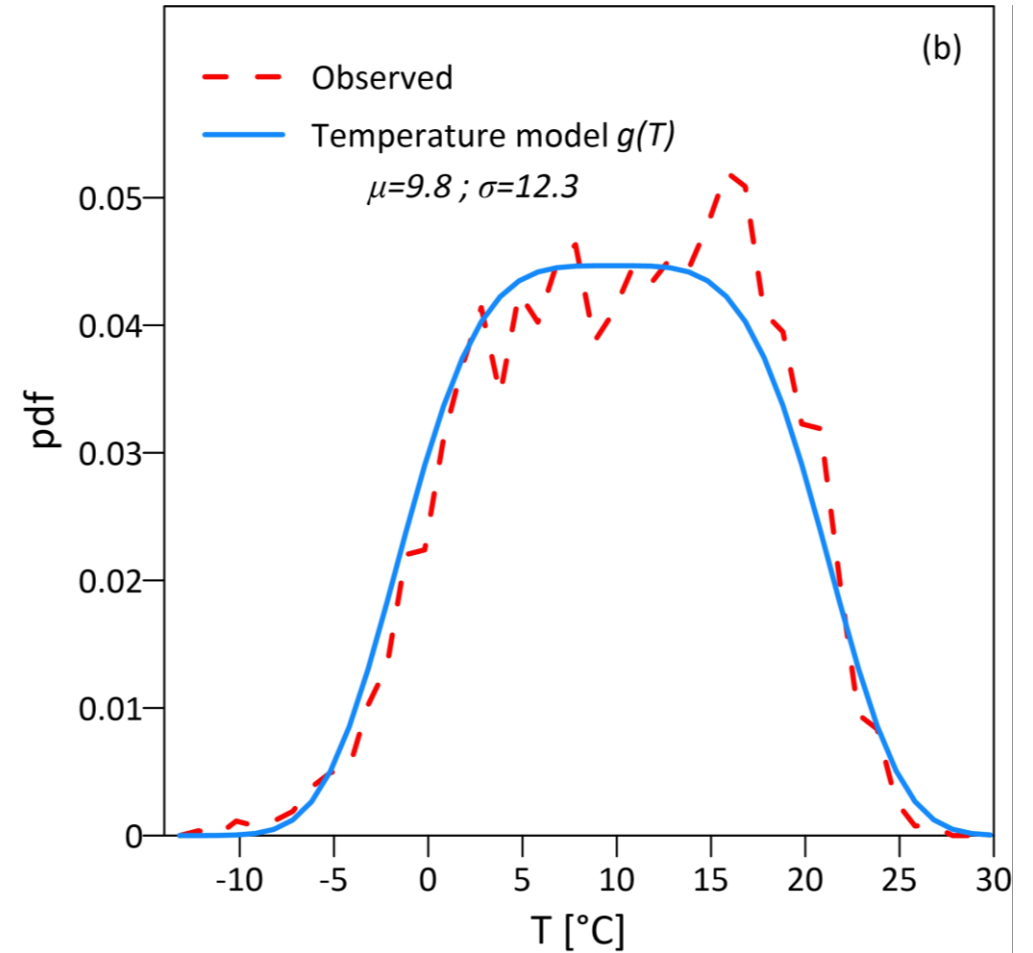 (b)
Observed
Temperature model g(T)
μ=9.8 ; σ=12.3
0.05
0.04
0.03
0.02
0.01
0
pdf
-10 -5 0 5 10 15 20 25 30
T [°C]